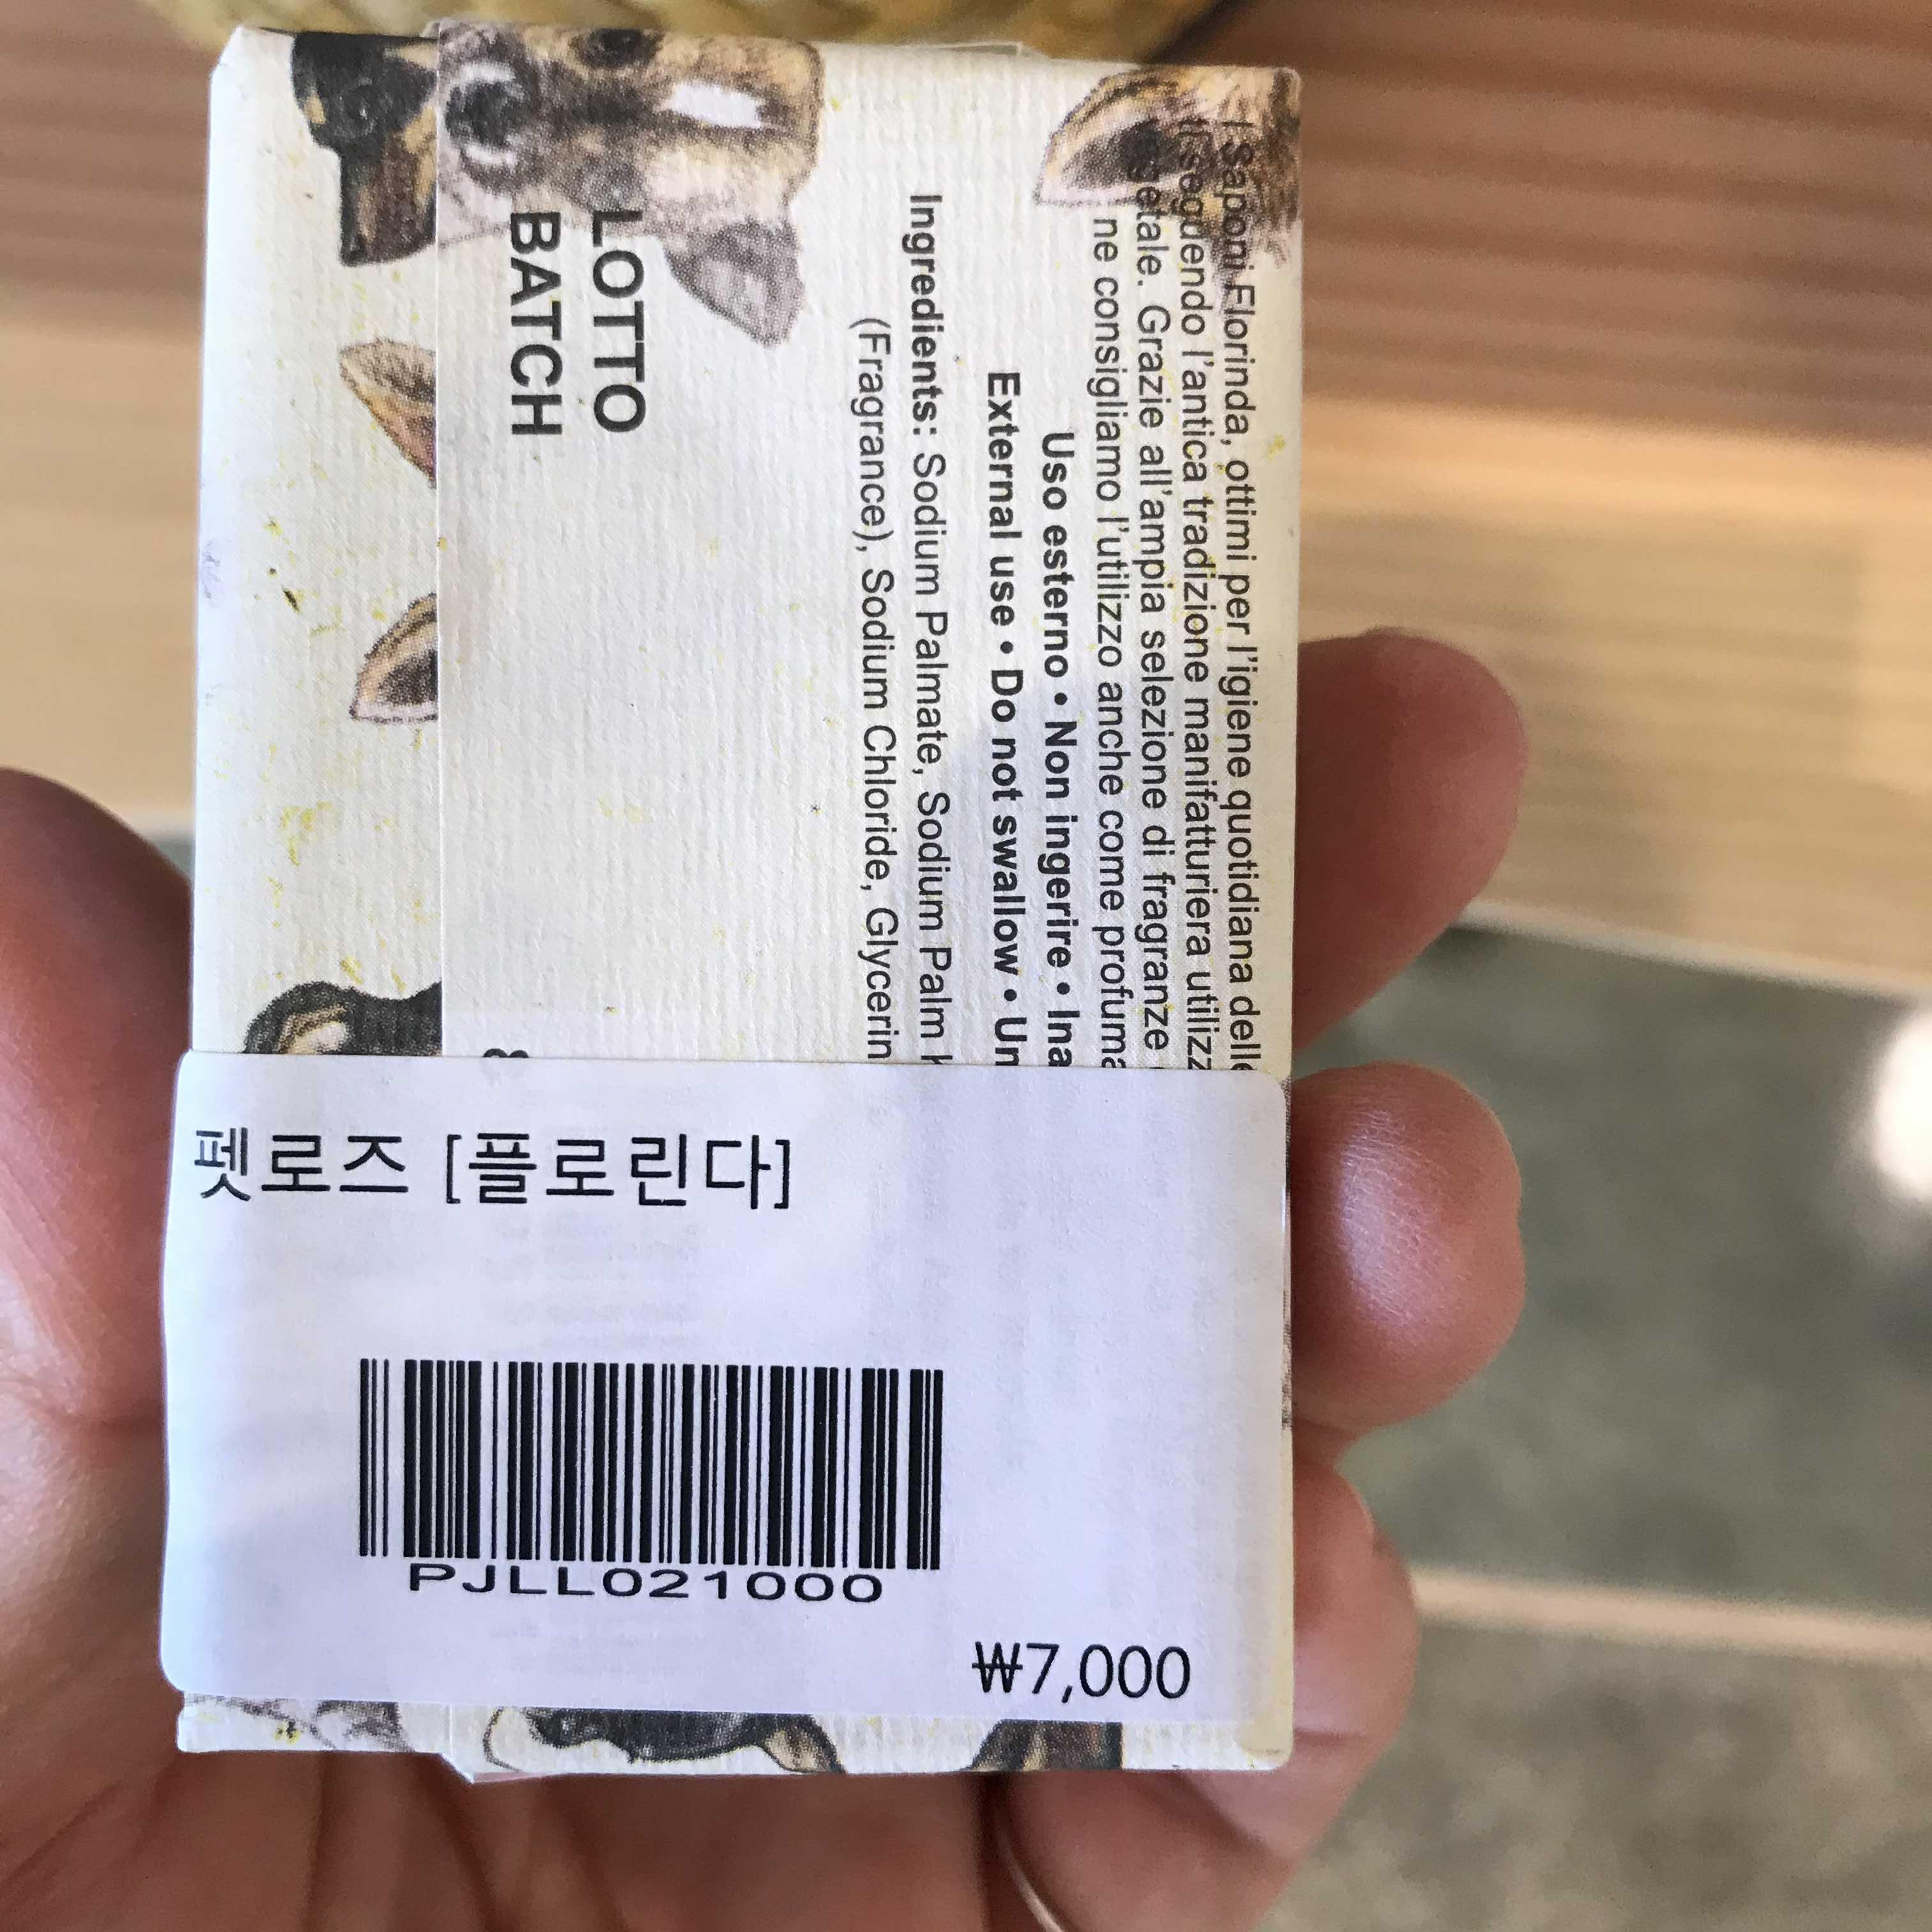 I Saponi Florinda, ottimi per l'igiene quotidiana delle
seguendo l'antica tradizione manifatturiera utilizz
vegetale. Grazie all'ampia selezione di fragranze
ne consigliamo l'utilizzo anche come profuma
Uso esterno • Non ingerire • Ina
External use • Do not swallow • Un
Ingredients: Sodium Palmate, Sodium Palm K
(Fragrance), Sodium Chloride, Glycerin
LOTTO
BATCH
펫로즈 [플로린다]
PJLL021000
₩7,000